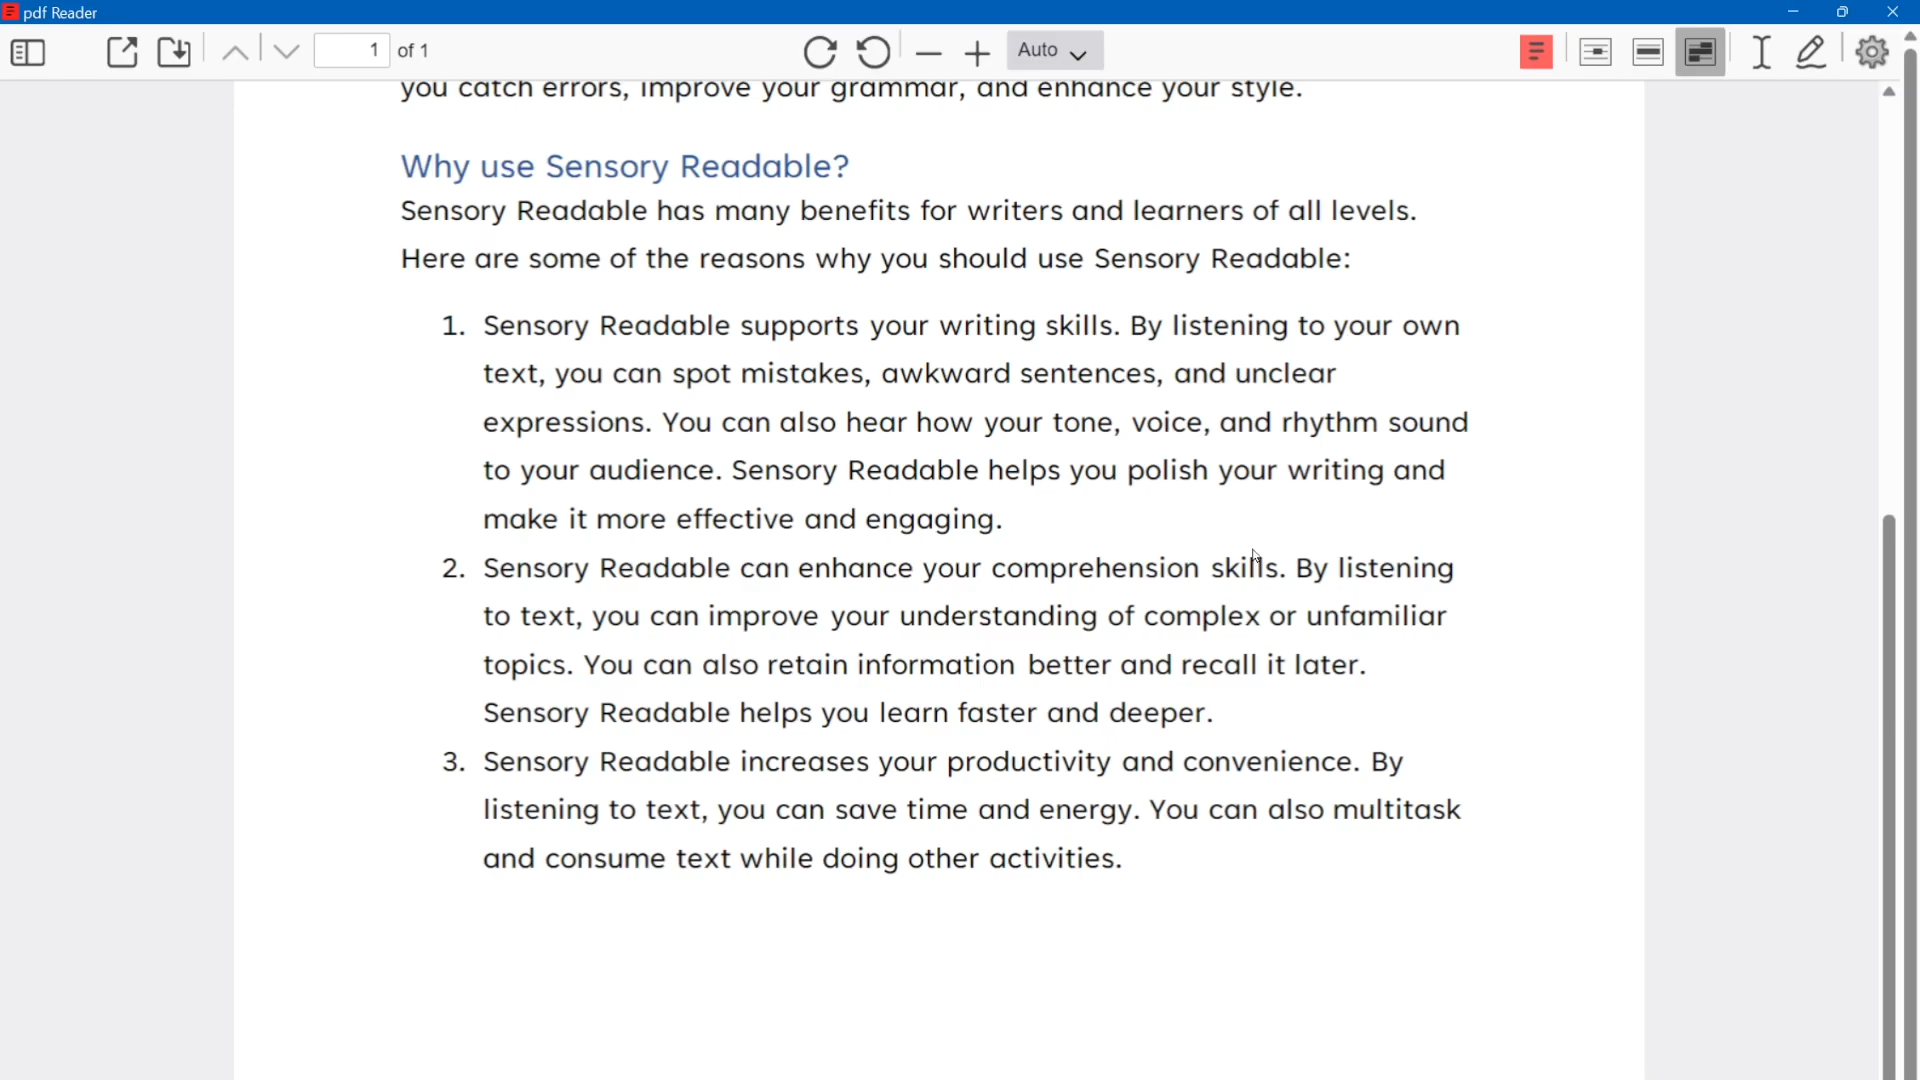 pdf Reader
1 of 1
Auto
you catch errors, improve your grammar, and enhance your style.
Why use Sensory Readable?
Sensory Readable has many benefits for writers and learners of all levels.
Here are some of the reasons why you should use Sensory Readable:
1. Sensory Readable supports your writing skills. By listening to your own
text, you can spot mistakes, awkward sentences, and unclear
expressions. You can also hear how your tone, voice, and rhythm sound
to your audience. Sensory Readable helps you polish your writing and
make it more effective and engaging.
2. Sensory Readable can enhance your comprehension skills. By listening
to text, you can improve your understanding of complex or unfamiliar
topics. You can also retain information better and recall it later.
Sensory Readable helps you learn faster and deeper.
3. Sensory Readable increases your productivity and convenience. By
listening to text, you can save time and energy. You can also multitask
and consume text while doing other activities.